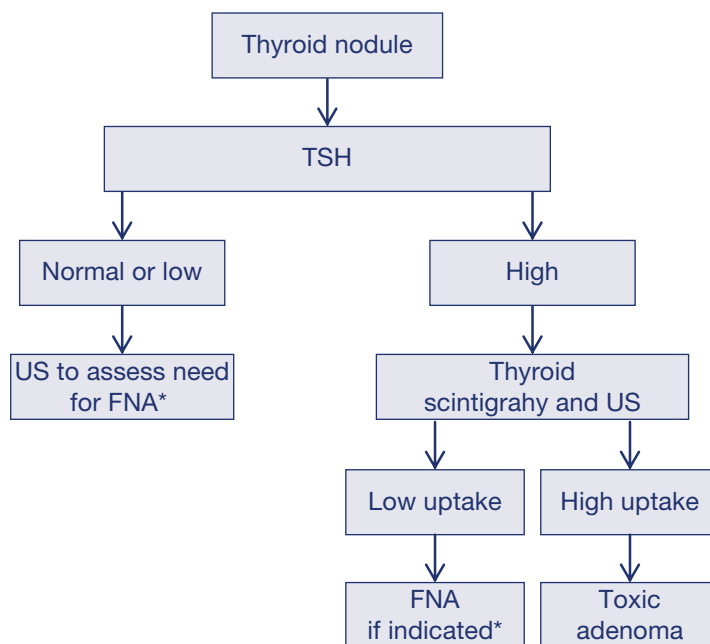 Thyroid nodule
TSH
Normal or low
High
US to assess need
for FNA*
Thyroid
scintigrahy and US
Low uptake
High uptake
FNA
if indicated*
Toxic
adenoma